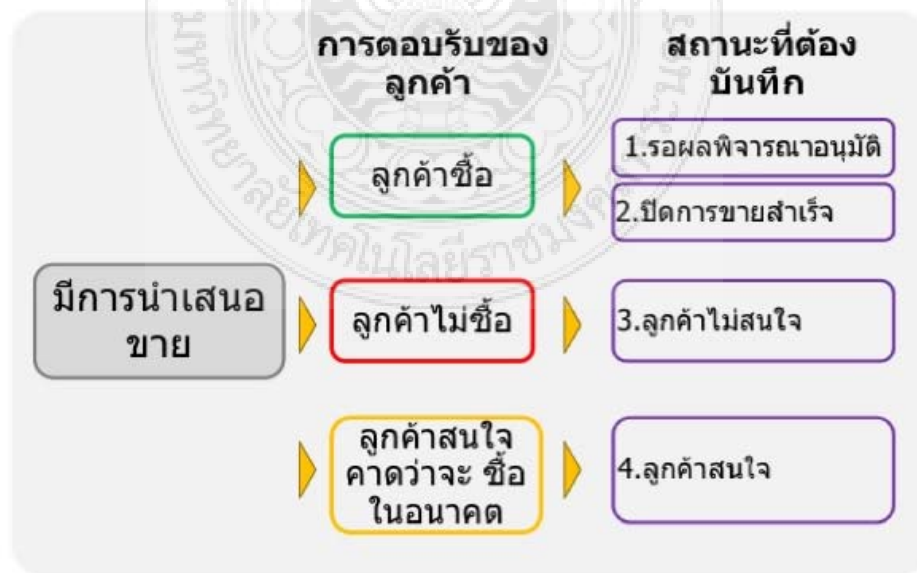 การตอบรับของ
ลูกค้า
สถานะที่ต้อง
บันทึก
มีการนำเสนอ
ขาย
ลูกค้าซื้อ
1.รอผลพิจารณาอนุมัติ
2.ปิดการขายสำเร็จ
ลูกค้าไม่ซื้อ
3.ลูกค้าไม่สนใจ
ลูกค้าสนใจ
คาดว่าจะ ซื้อ
ในอนาคต
4.ลูกค้าสนใจ